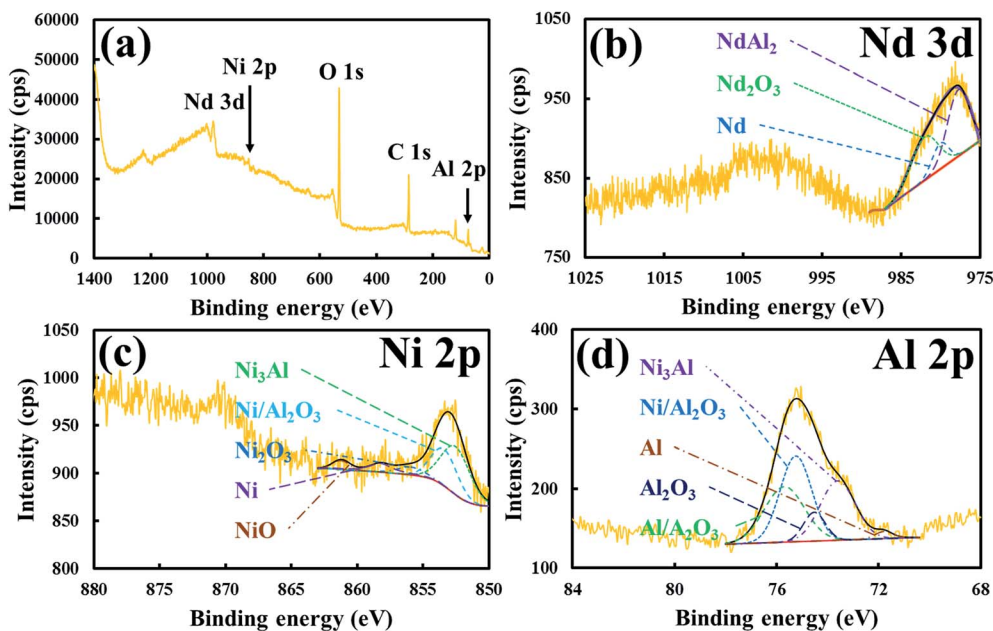 (a)
60000
50000
40000
30000
20000
10000
0
Intensity (cps)
Ni 2p
Nd 3d
O 1s
C 1s
Al 2p
1400 1200 1000 800 600 400 200 0
Binding energy (eV)
(b) Nd 3d
1050
950
850
750
Intensity (cps)
NdAl2
Nd2O3
Nd
1025 1015 1005 995 985 975
Binding energy (eV)
(c) Ni 2p
1050
1000
950
900
850
800
Intensity (cps)
Ni3Al
Ni/Al2O3
Ni2O3
Ni
NiO
880 875 870 865 860 855 850
Binding energy (eV)
(d) Al 2p
400
300
200
100
Intensity (cps)
Ni3Al
Ni/Al2O3
Al
Al2O3
Al/A2O3
84 80 76 72 68
Binding energy (eV)